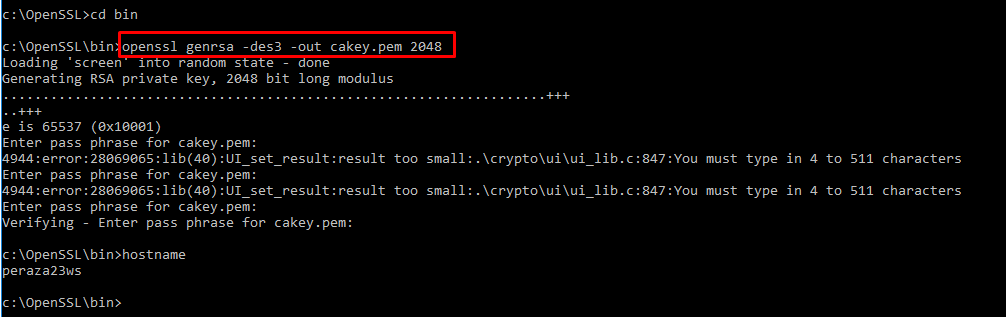 c:\OpenSSL>cd bin
c:\OpenSSL\bin>openssl genrsa -des3 -out cakey.pem 2048
Loading 'screen' into random state - done
Generating RSA private key, 2048 bit long modulus
....................................................................+++
..+++
e is 65537 (0x10001)
Enter pass phrase for cakey.pem:
4944:error:28069065:lib(40):UI_set_result:result too small:.\crypto\ui\ui_lib.c:847:You must type in 4 to 511 characters
Enter pass phrase for cakey.pem:
4944:error:28069065:lib(40):UI_set_result:result too small:.\crypto\ui\ui_lib.c:847:You must type in 4 to 511 characters
Enter pass phrase for cakey.pem:
Verifying - Enter pass phrase for cakey.pem:
c:\OpenSSL\bin>hostname
peraza23ws
c:\OpenSSL\bin>